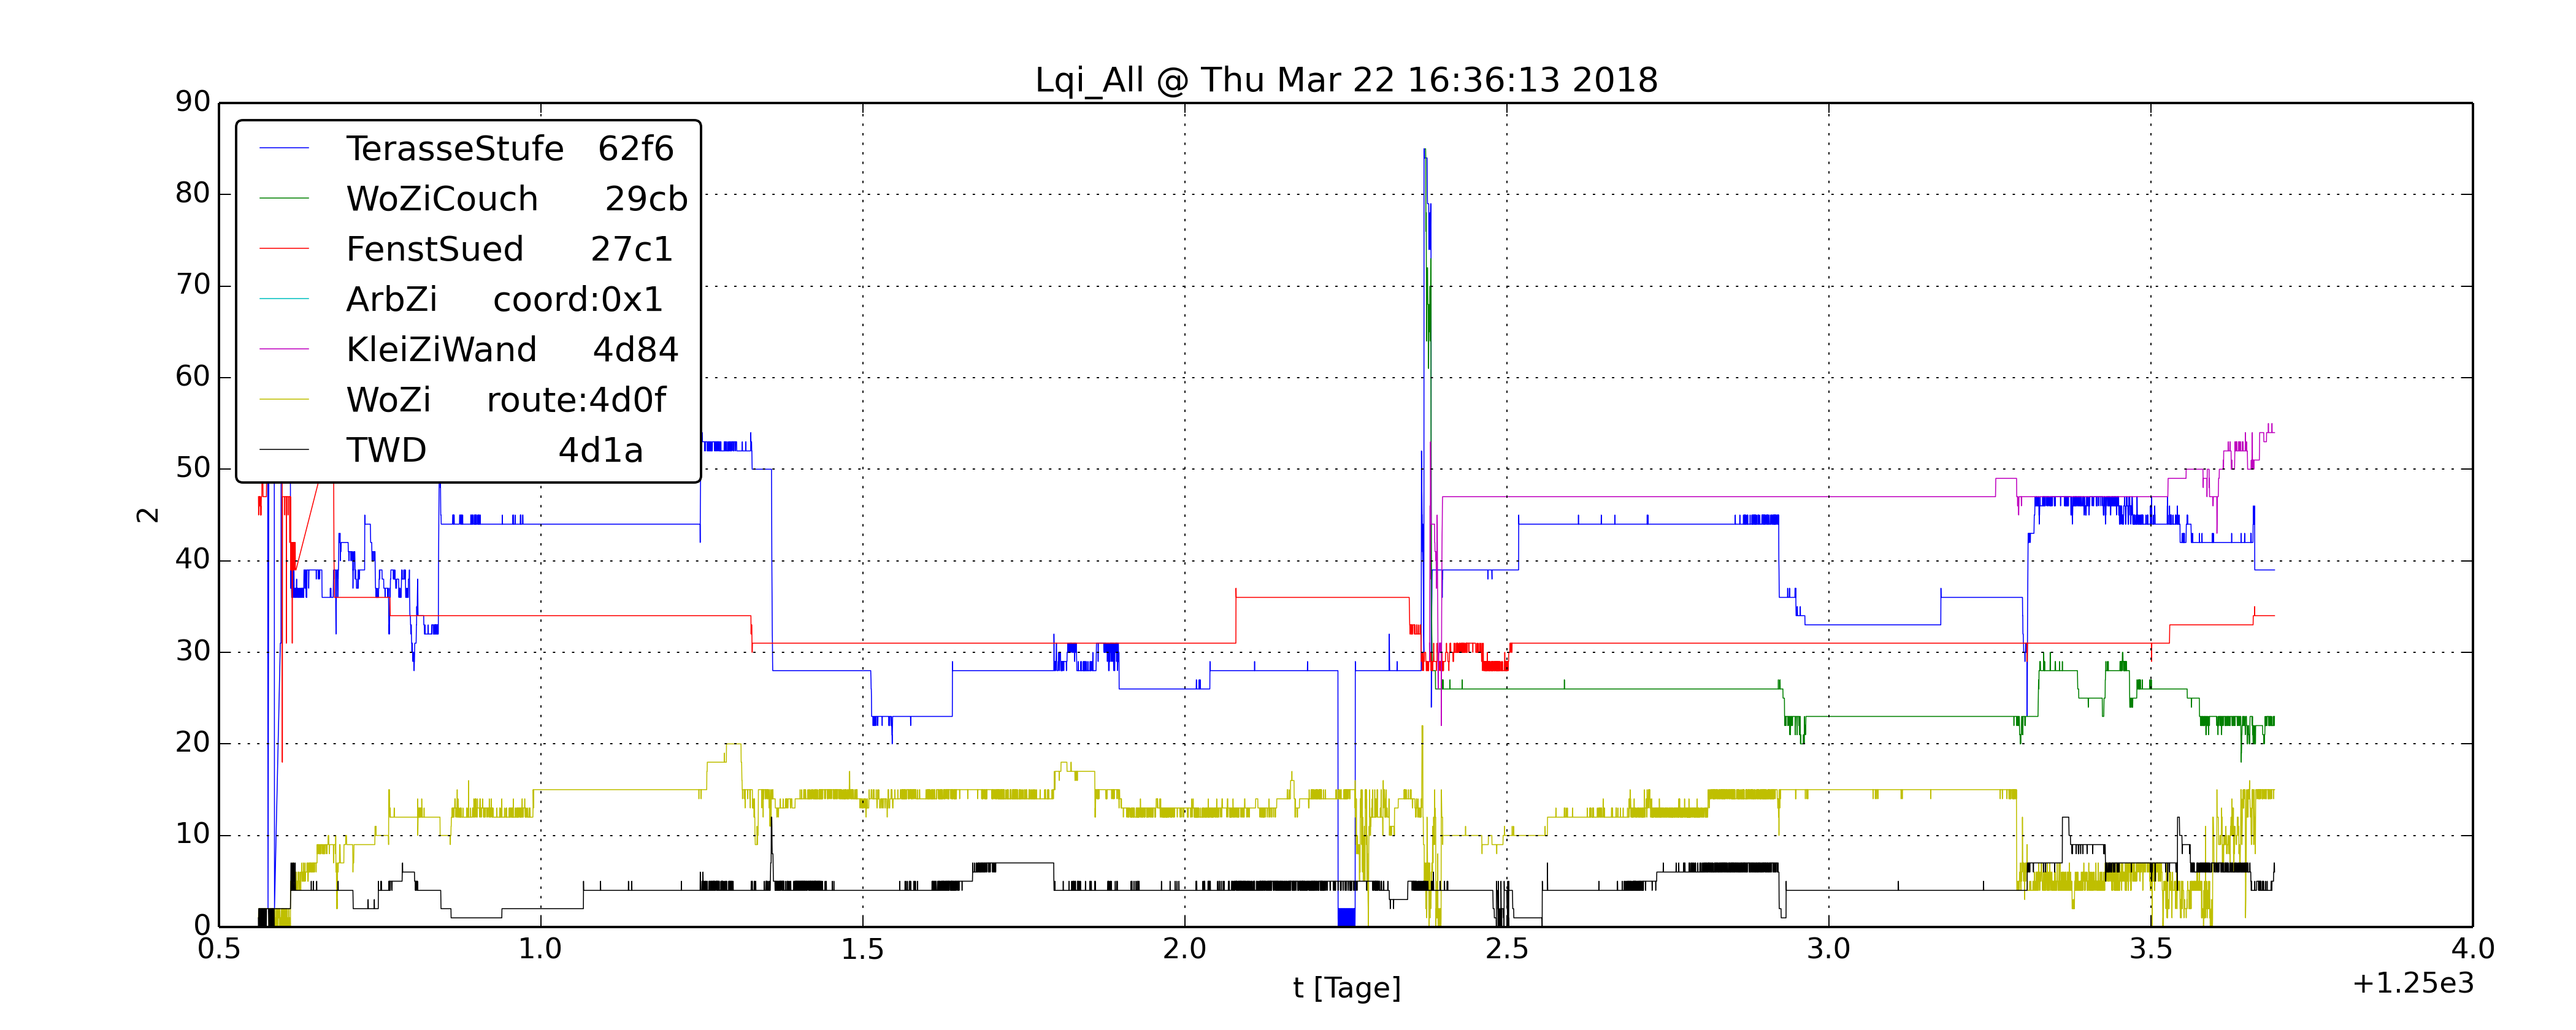 Lqi_All @ Thu Mar 22 16:36:13 2018
90
80
70
60
50
40
30
20
10
0
2
TerasseStufe 62f6
WoZiCouch 29cb
FenstSued 27c1
ArbZi coord:0x1
KleiZiWand 4d84
WoZi route:4d0f
TWD 4d1a
0.5 1.0 1.5 2.0 2.5 3.0 3.5 4.0
t [Tage]
+1.25e3